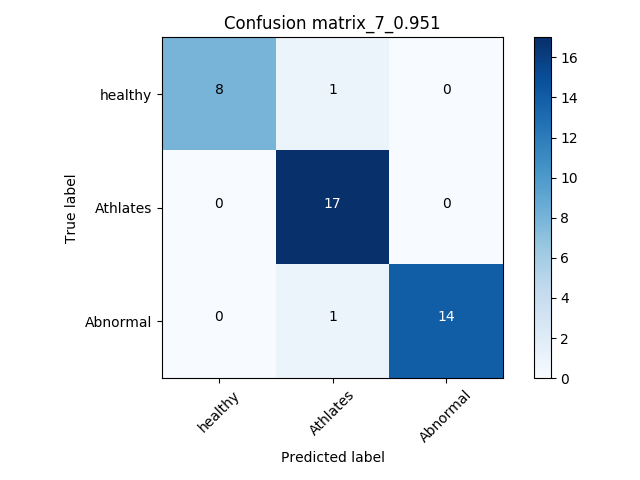 Confusion matrix_7_0.951
healthy
8
1
0
16
14
12
Athlates
0
17
0
10
8
6
Abnormal
0
1
14
4
2
0
True label
healthy
Athlates
Abnormal
Predicted label